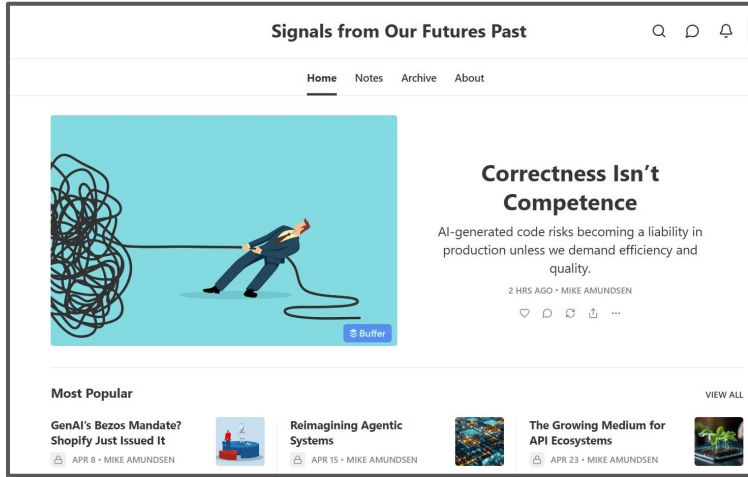 Signals from Our Futures Past
Home Notes Archive About
Correctness Isn’t
Competence
AI-generated code risks becoming a liability in
production unless we demand efficiency and
quality.
2 HRS AGO • MIKE AMUNDSEN
Buffer
Most Popular
VIEW ALL
GenAI’s Bezos Mandate?
Shopify Just Issued It
APR 8 • MIKE AMUNDSEN
Reimagining Agentic
Systems
APR 15 • MIKE AMUNDSEN
The Growing Medium for
API Ecosystems
APR 23 • MIKE AMUNDSEN